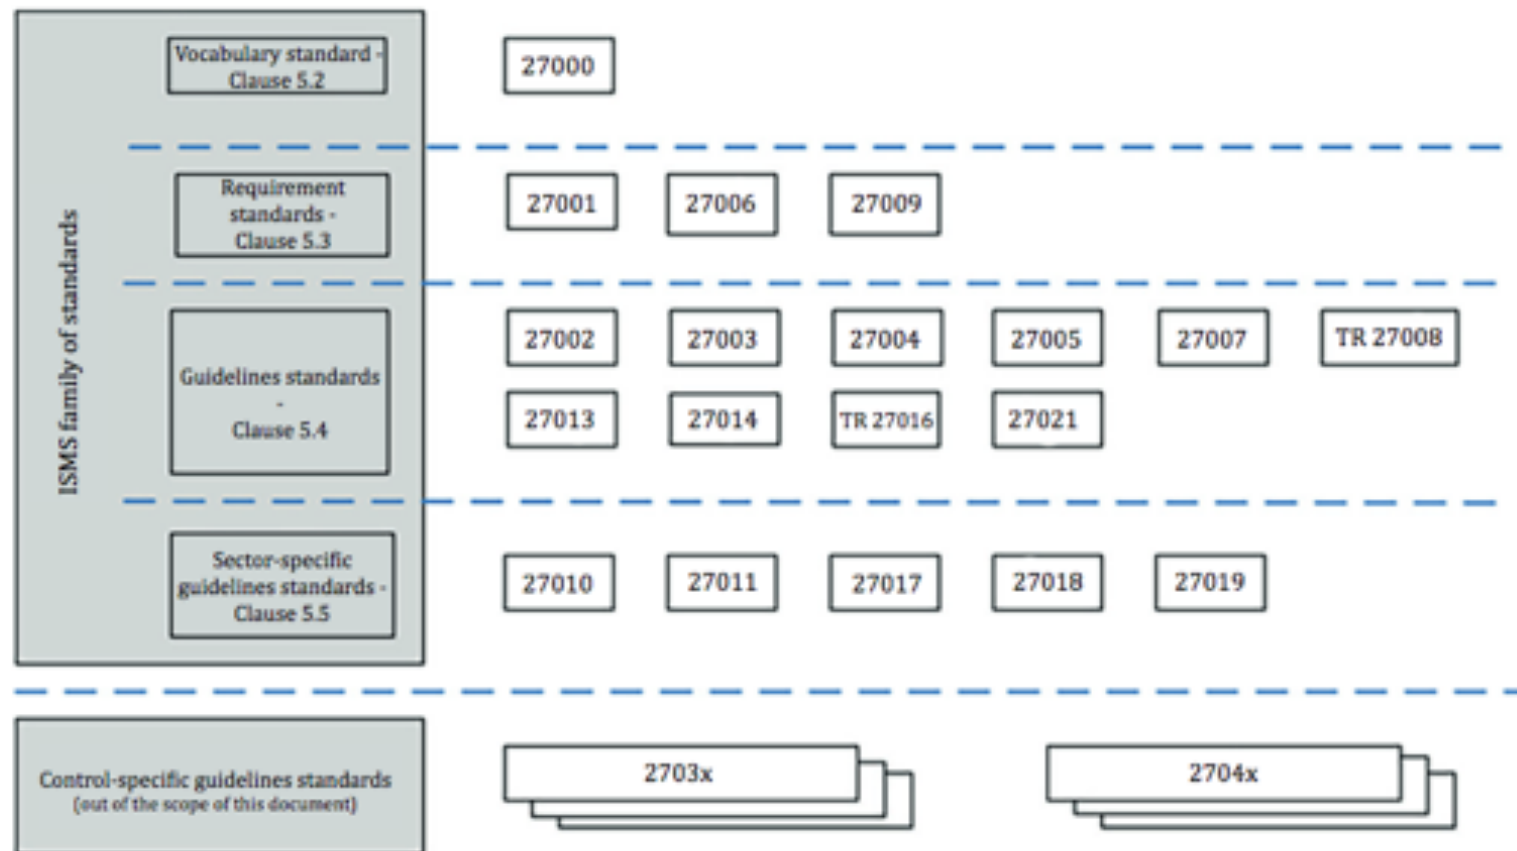 Vocabulary standard -
Clause 5.2
27000
Requirement
standards -
Clause 5.3
27001
27006
27009
ISMS family of standards
Guidelines standards
-
Clause 5.4
27002
27003
27004
27005
27007
TR 27008
27013
27014
TR 27016
27021
Sector-specific
guidelines standards -
Clause 5.5
27010
27011
27017
27018
27019
Control-specific guidelines standards
(out of the scope of this document)
2703x
2704x